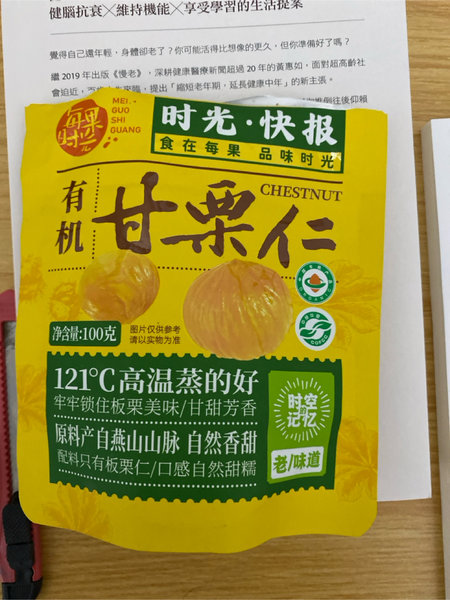 健腦抗衰╳維持機能╳享受學習的生活提案
覺得自己還年輕,身體卻老了?你可能活得比想像的更久,但你準備好了嗎?
繼 2019 年出版《慢老》,深耕健康醫療新聞超過 20 年的黃惠如,面對超高齡社
會迫近,
提出「縮短老年期,延長健康中年」的新主張。
每果时光
MEI
GUO
SHI
GUANG
时光·快报
食在每果 品味时光
CHESTNUT
有机
甘栗仁
ORGANIC
净含量:100克
图片仅供参考
请以实物为准
121°C高温蒸的好
牢牢锁住板栗美味/甘甜芳香
原料产自燕山山脉 自然香甜
配料只有板栗仁/口感自然甜糯
时空的记忆
老/味道